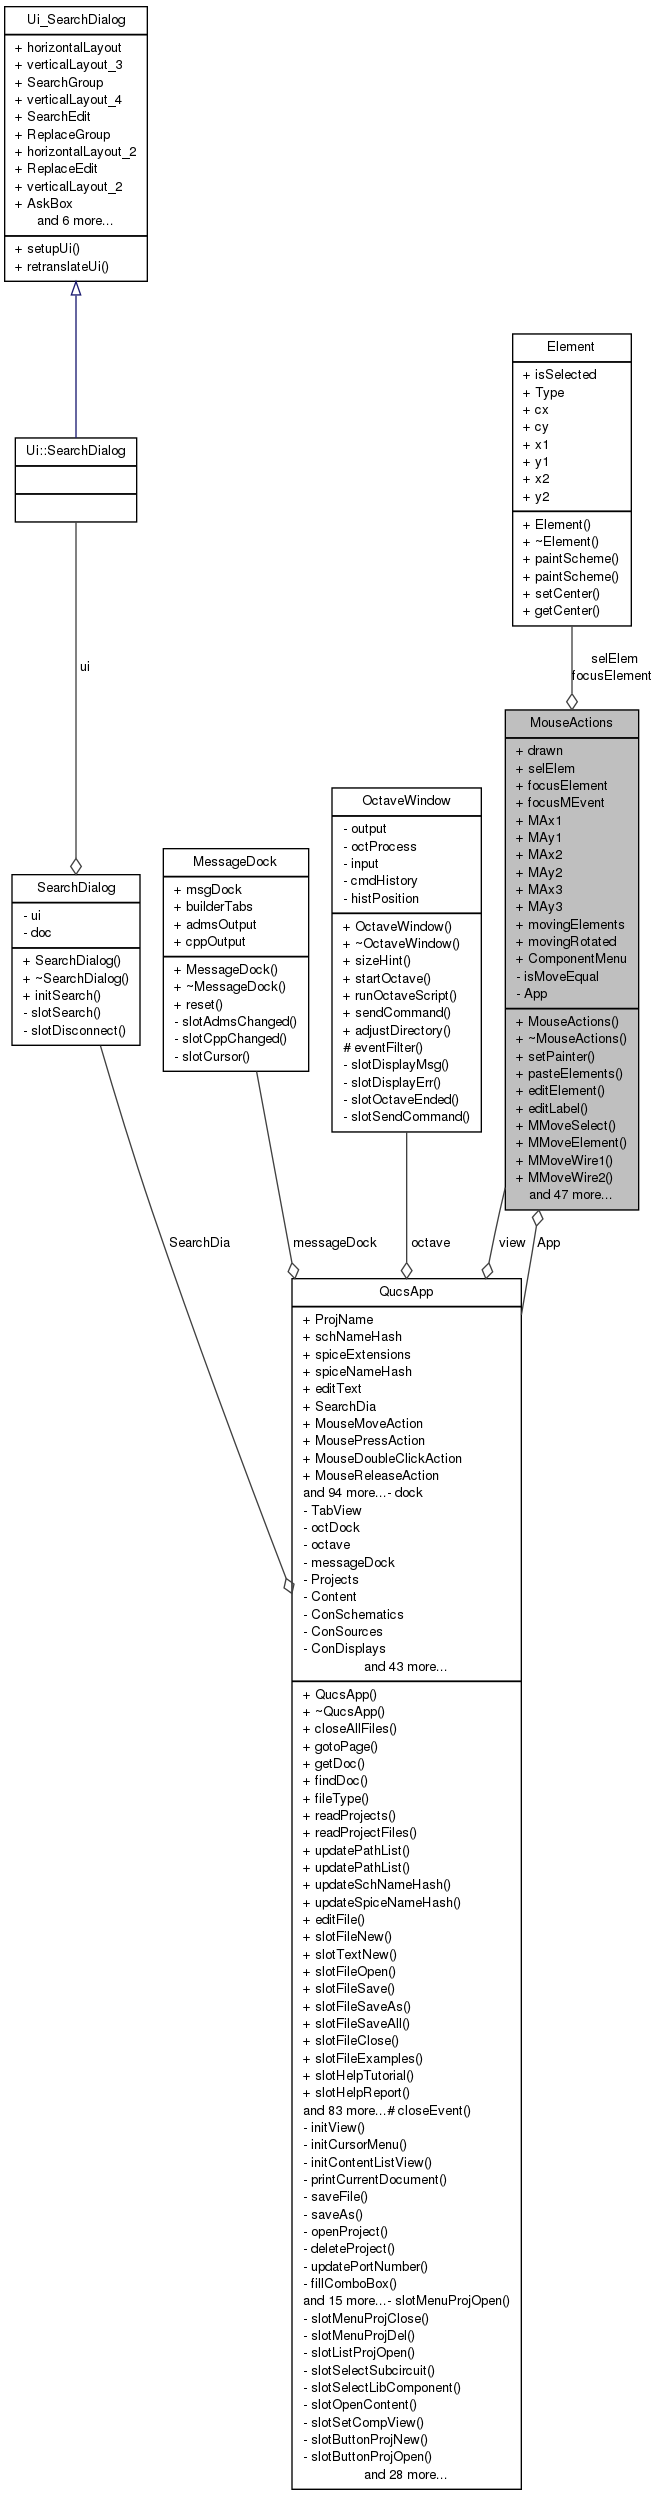 Ui_SearchDialog
+ horizontalLayout
+ verticalLayout_3
+ SearchGroup
+ verticalLayout_4
+ SearchEdit
+ ReplaceGroup
+ horizontalLayout_2
+ ReplaceEdit
+ verticalLayout_2
+ AskBox
and 6 more...
+ setupUi()
+ retranslateUi()
Ui::SearchDialog
ui
SearchDialog
- ui
- doc
+ SearchDialog()
+ ~SearchDialog()
+ initSearch()
- slotSearch()
- slotDisconnect()
SearchDia
MessageDock
+ msgDock
+ builderTabs
+ admsOutput
+ cppOutput
+ MessageDock()
+ ~MessageDock()
+ reset()
- slotAdmsChanged()
- slotCppChanged()
- slotCursor()
messageDock
OctaveWindow
- output
- octProcess
- input
- cmdHistory
- histPosition
+ OctaveWindow()
+ ~OctaveWindow()
+ sizeHint()
+ startOctave()
+ runOctaveScript()
+ sendCommand()
+ adjustDirectory()
# eventFilter()
- slotDisplayMsg()
- slotDisplayErr()
- slotOctaveEnded()
- slotSendCommand()
octave
Element
+ isSelected
+ Type
+ cx
+ cy
+ x1
+ y1
+ x2
+ y2
+ Element()
+ ~Element()
+ paintScheme()
+ paintScheme()
+ setCenter()
+ getCenter()
selElem
focusElement
MouseActions
+ drawn
+ selElem
+ focusElement
+ focusMEvent
+ MAx1
+ MAy1
+ MAx2
+ MAy2
+ MAx3
+ MAy3
+ movingElements
+ movingRotated
+ ComponentMenu
- isMoveEqual
- App
+ MouseActions()
+ ~MouseActions()
+ setPainter()
+ pasteElements()
+ editElement()
+ editLabel()
+ MMoveSelect()
+ MMoveElement()
+ MMoveWire1()
+ MMoveWire2()
and 47 more...
view
App
QucsApp
+ ProjName
+ schNameHash
+ spiceExtensions
+ spiceNameHash
+ editText
+ SearchDia
+ MouseMoveAction
+ MousePressAction
+ MouseDoubleClickAction
+ MouseReleaseAction
and 94 more...- dock
- TabView
- octDock
- octave
- messageDock
- Projects
- Content
- ConSchematics
- ConSources
- ConDisplays
and 43 more...
+ QucsApp()
+ ~QucsApp()
+ closeAllFiles()
+ gotoPage()
+ getDoc()
+ findDoc()
+ fileType()
+ readProjects()
+ readProjectFiles()
+ updatePathList()
+ updatePathList()
+ updateSchNameHash()
+ updateSpiceNameHash()
+ editFile()
+ slotFileNew()
+ slotTextNew()
+ slotFileOpen()
+ slotFileSave()
+ slotFileSaveAs()
+ slotFileSaveAll()
+ slotFileClose()
+ slotFileExamples()
+ slotHelpTutorial()
+ slotHelpReport()
and 83 more...# closeEvent()
- initView()
- initCursorMenu()
- initContentListView()
- printCurrentDocument()
- saveFile()
- saveAs()
- openProject()
- deleteProject()
- updatePortNumber()
- fillComboBox()
and 15 more...- slotMenuProjOpen()
- slotMenuProjClose()
- slotMenuProjDel()
- slotListProjOpen()
- slotSelectSubcircuit()
- slotSelectLibComponent()
- slotOpenContent()
- slotSetCompView()
- slotButtonProjNew()
- slotButtonProjOpen()
and 28 more...